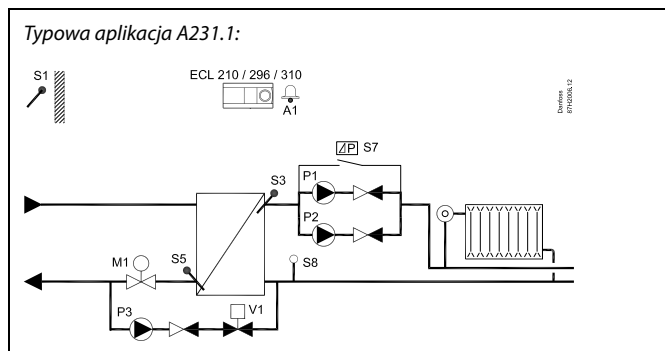 Typowa aplikacja A231.1:
S1
ECL 210 / 296 / 310
A1
Danfoss
87H2006.12
ΔP S7
P1
S3
P2
M1
S5
S8
P3
V1